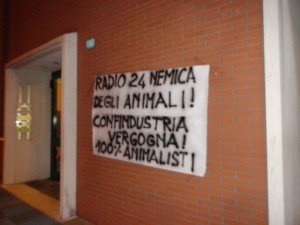 RADIO 24 NEMICA
DEGLI ANIMALI!
CONFINDUSTRIA
VERGOGNA!
100% ANIMALISTI